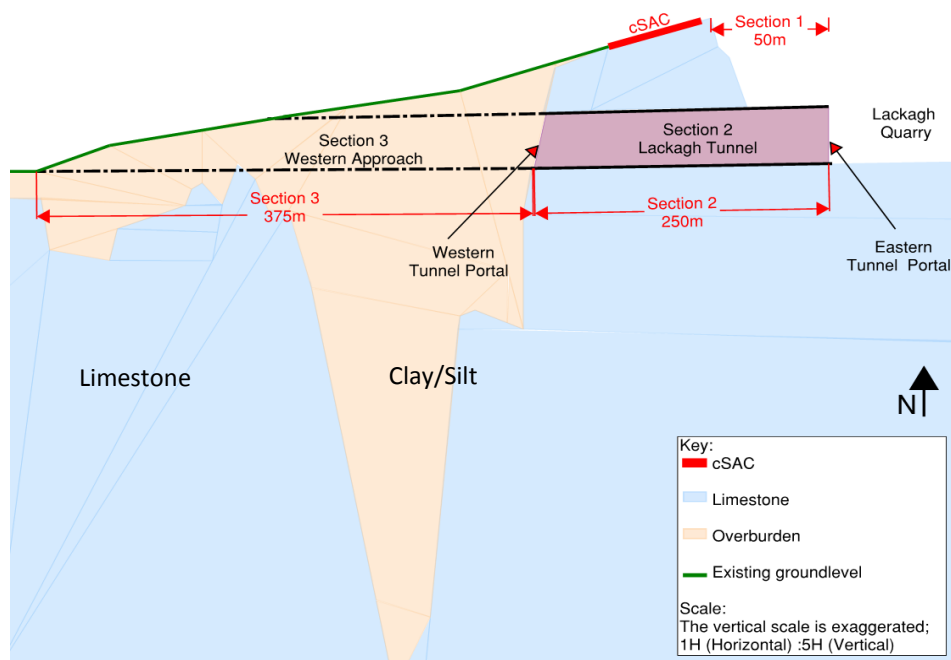 cSAC
Section 1
50m
Lackagh
Quarry
Section 3
Western Approach
Section 2
Lackagh Tunnel
Section 3
375m
Section 2
250m
Western
Tunnel Portal
Eastern
Tunnel Portal
Limestone
Clay/Silt
N
Key:
cSAC
Limestone
Overburden
Existing groundlevel
Scale:
The vertical scale is exaggerated;
1H (Horizontal) :5H (Vertical)